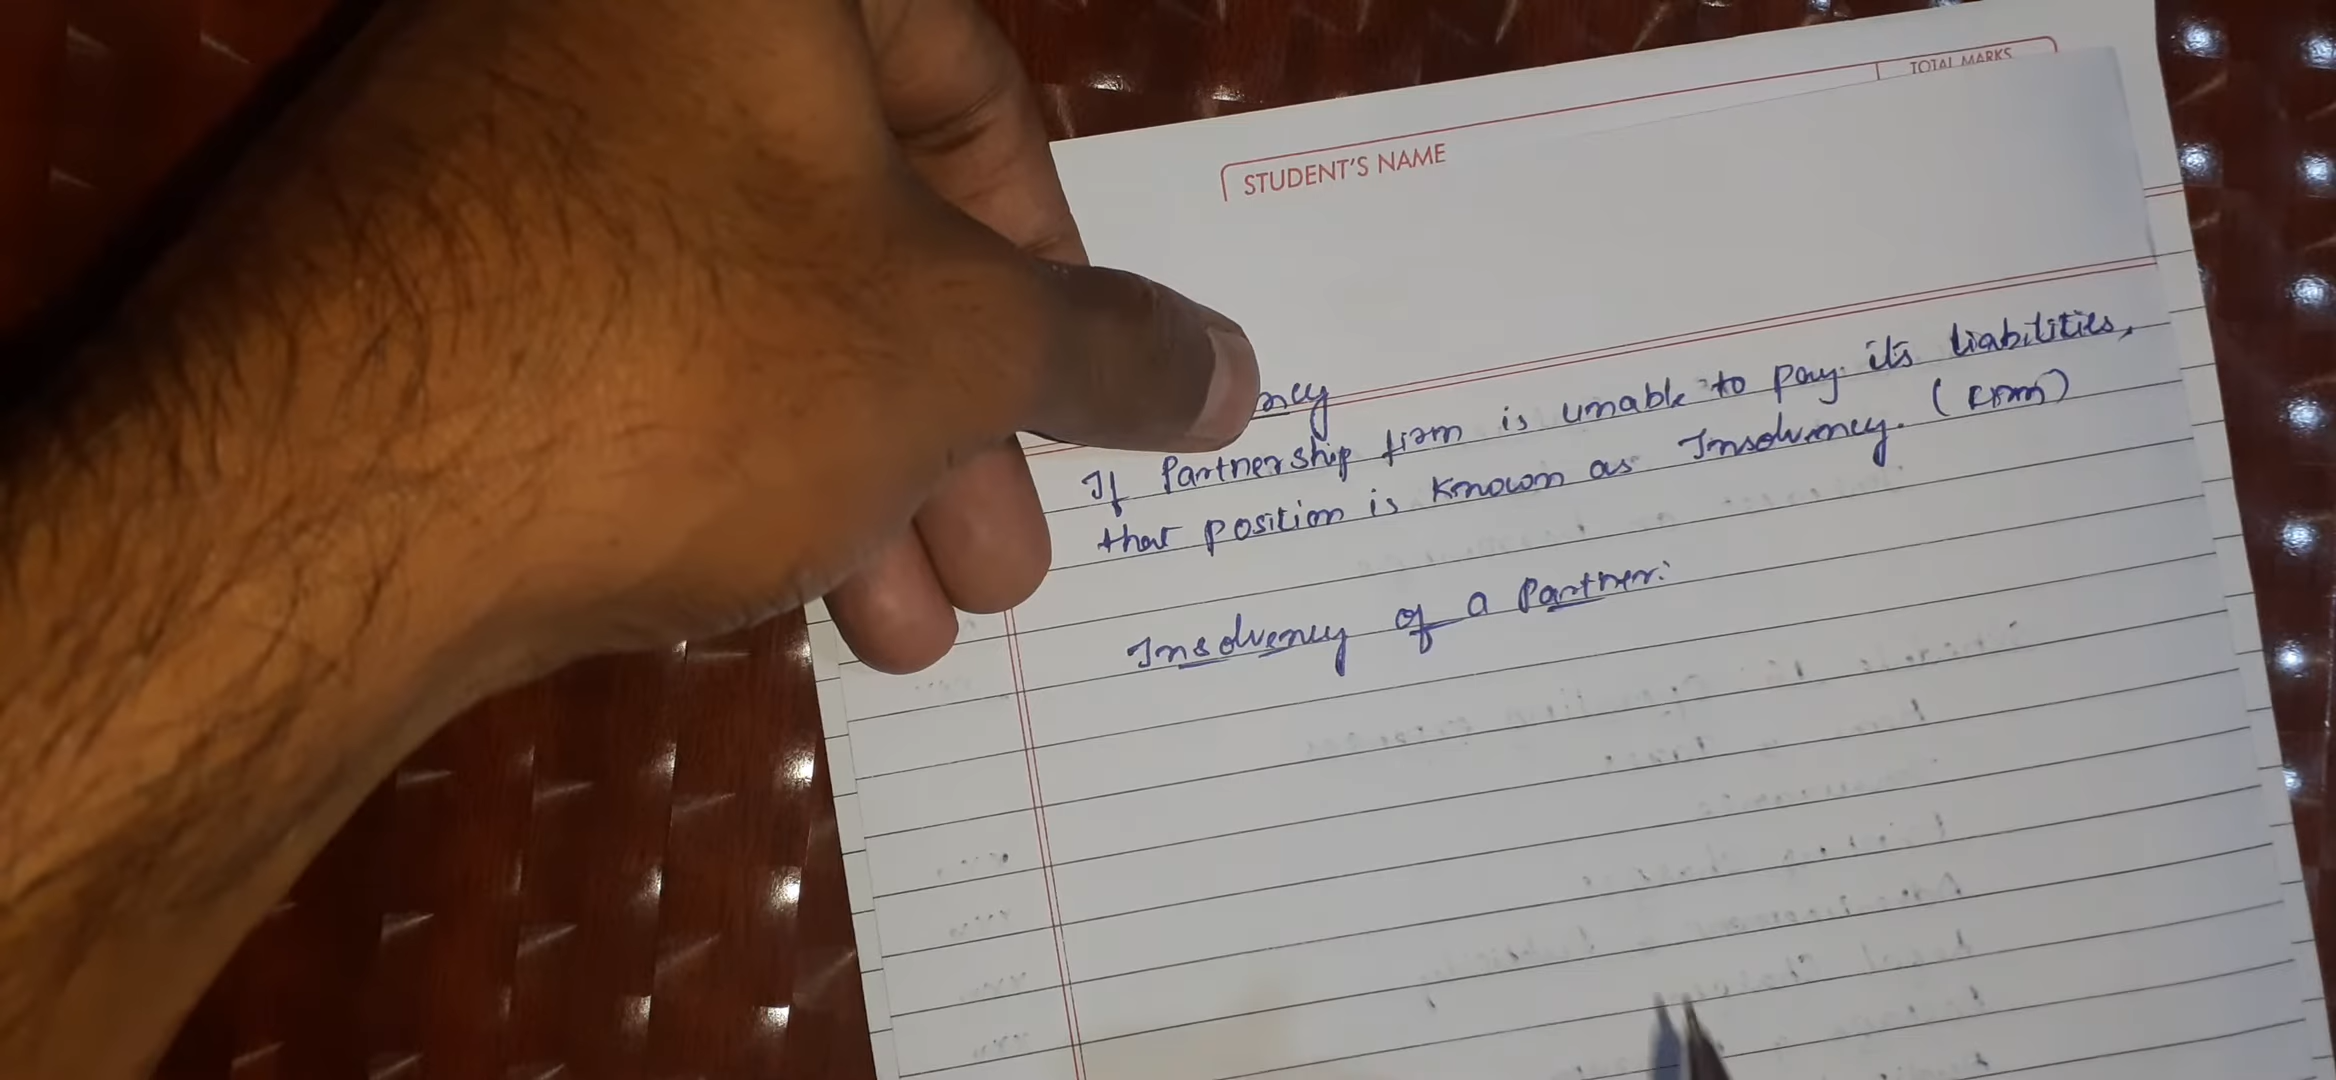 TOTAL MARKS
STUDENT'S NAME
ncy
If Partnership firm is unable to pay its liabilities,
that position is known as Insolvency. (Firm)
Insolvency of a Partner: